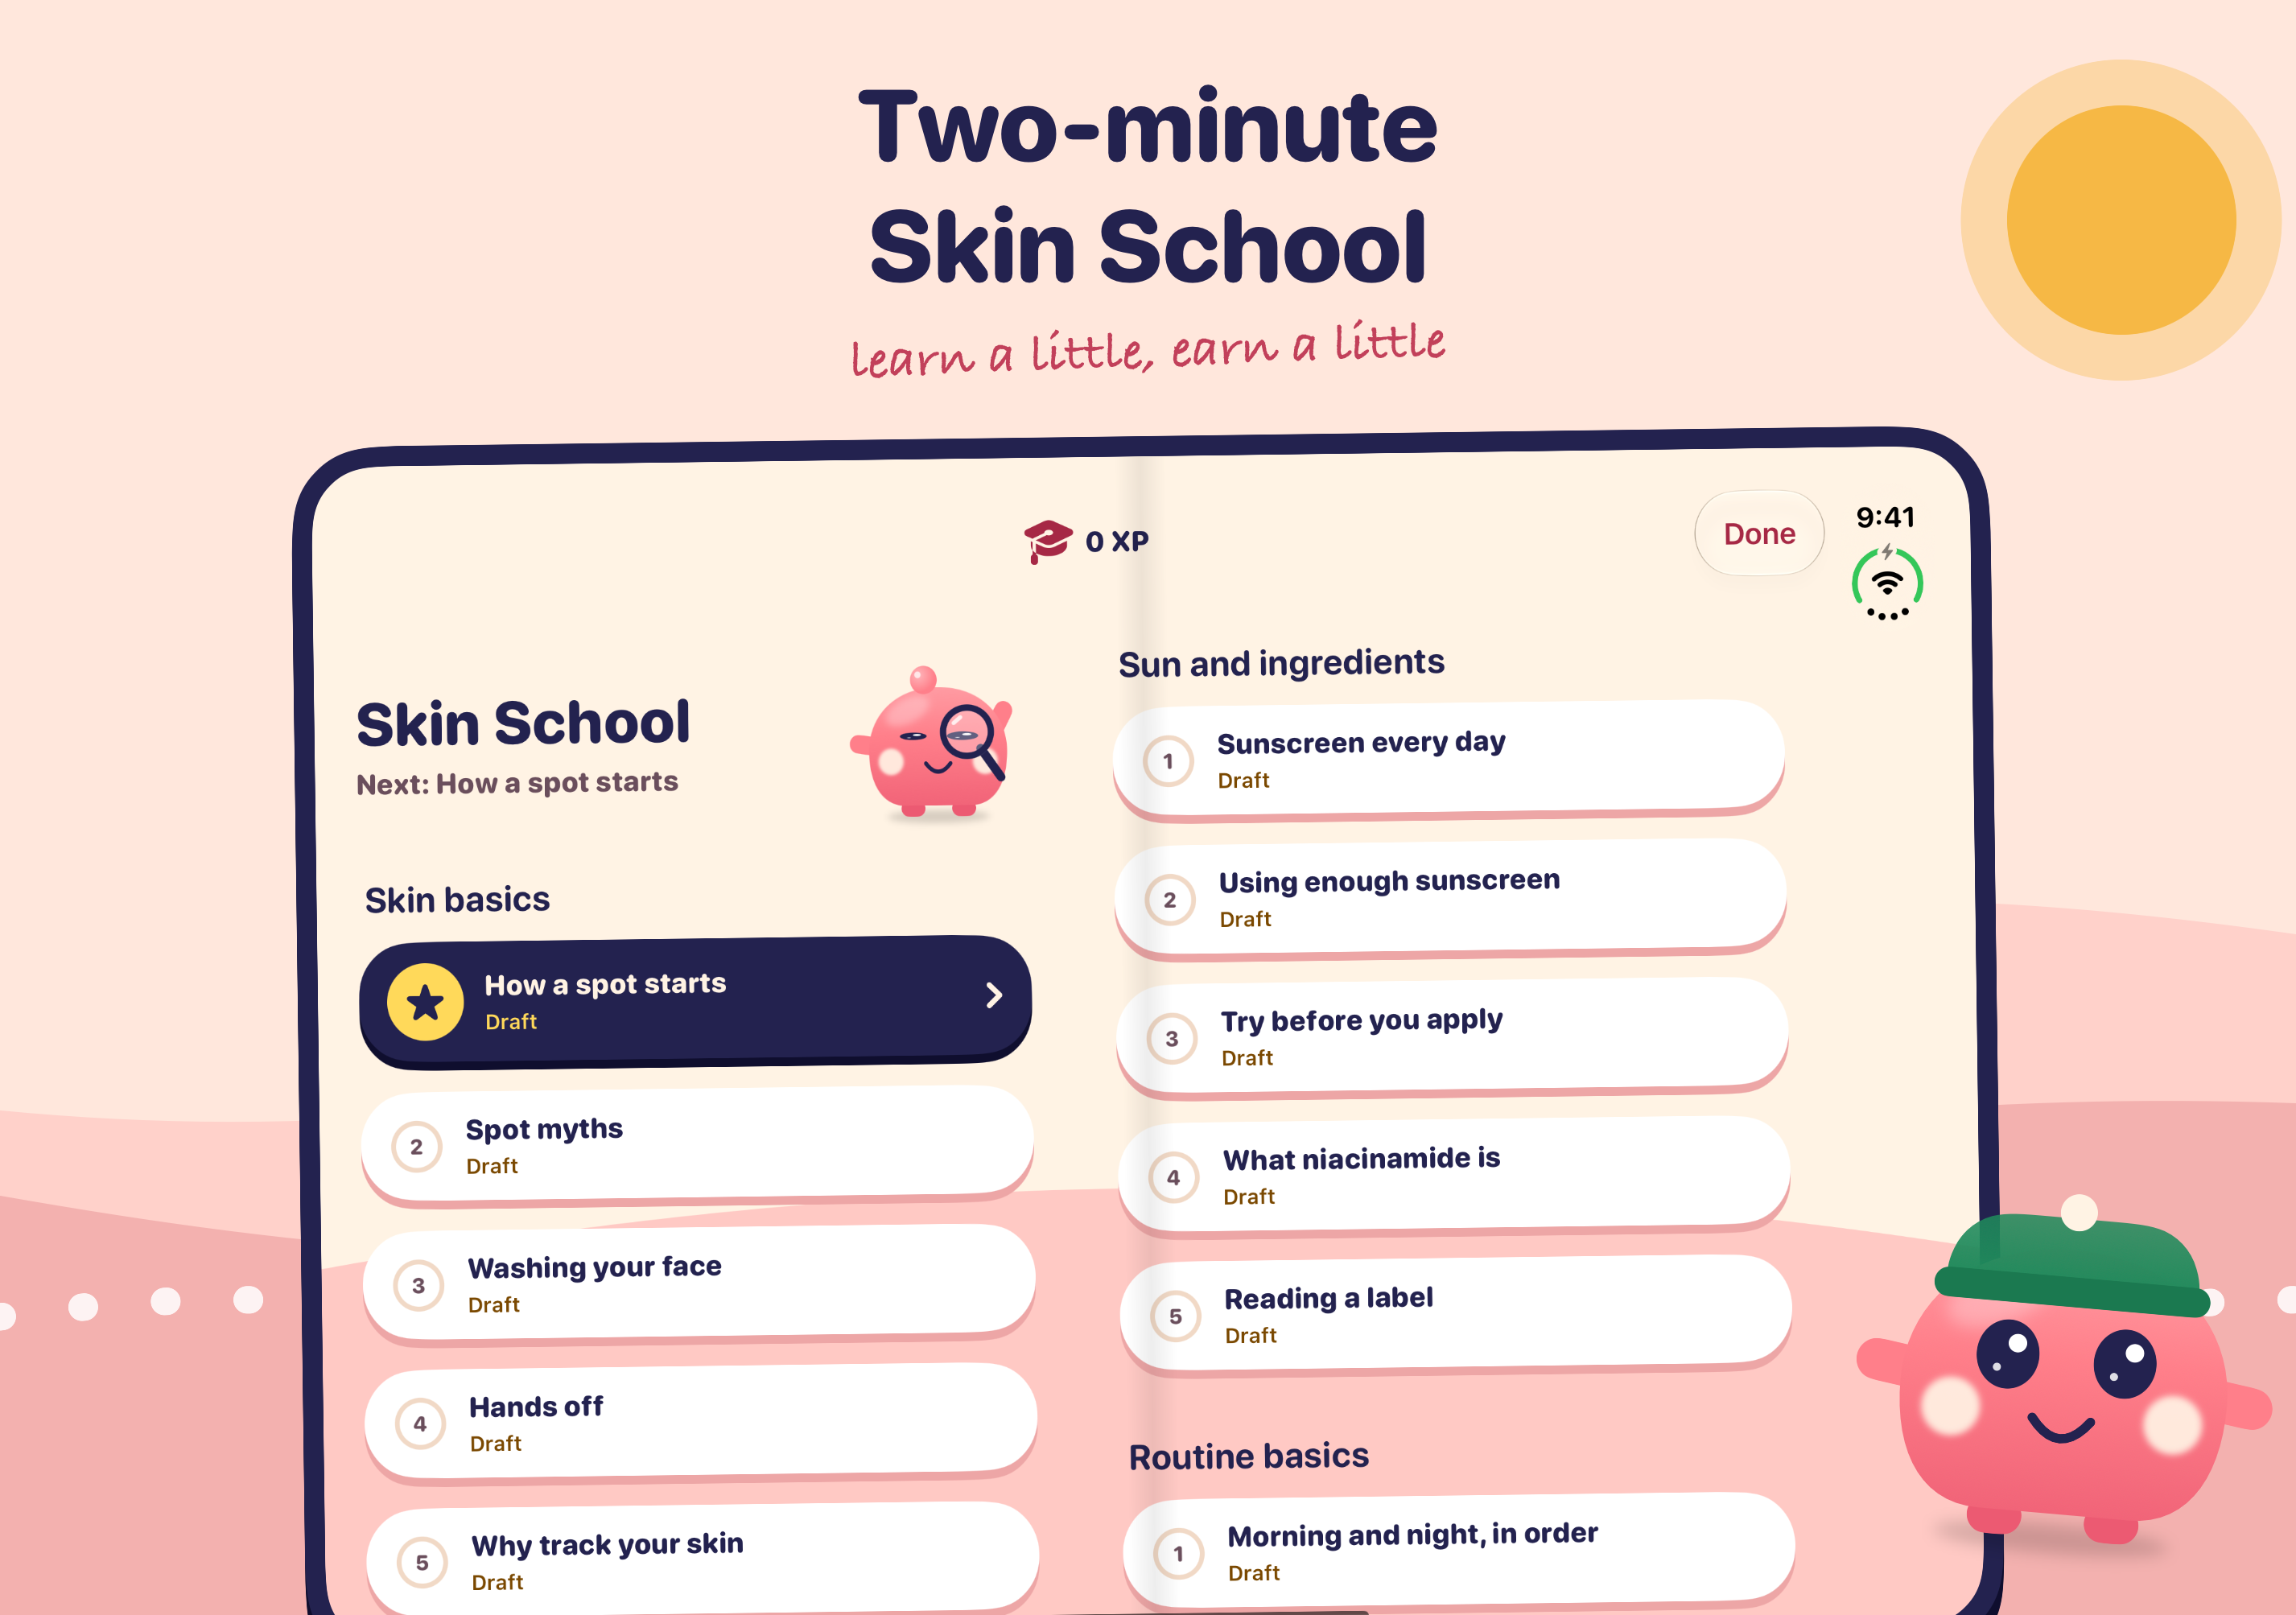 Two-minute
Skin School
learn a little, earn a little
0 XP
Done
9:41
Skin School
Next: How a spot starts
Skin basics
How a spot starts
Draft
2
Spot myths
Draft
3
Washing your face
Draft
4
Hands off
Draft
5
Why track your skin
Draft
Sun and ingredients
1
Sunscreen every day
Draft
2
Using enough sunscreen
Draft
3
Try before you apply
Draft
4
What niacinamide is
Draft
5
Reading a label
Draft
Routine basics
1
Morning and night, in order
Draft